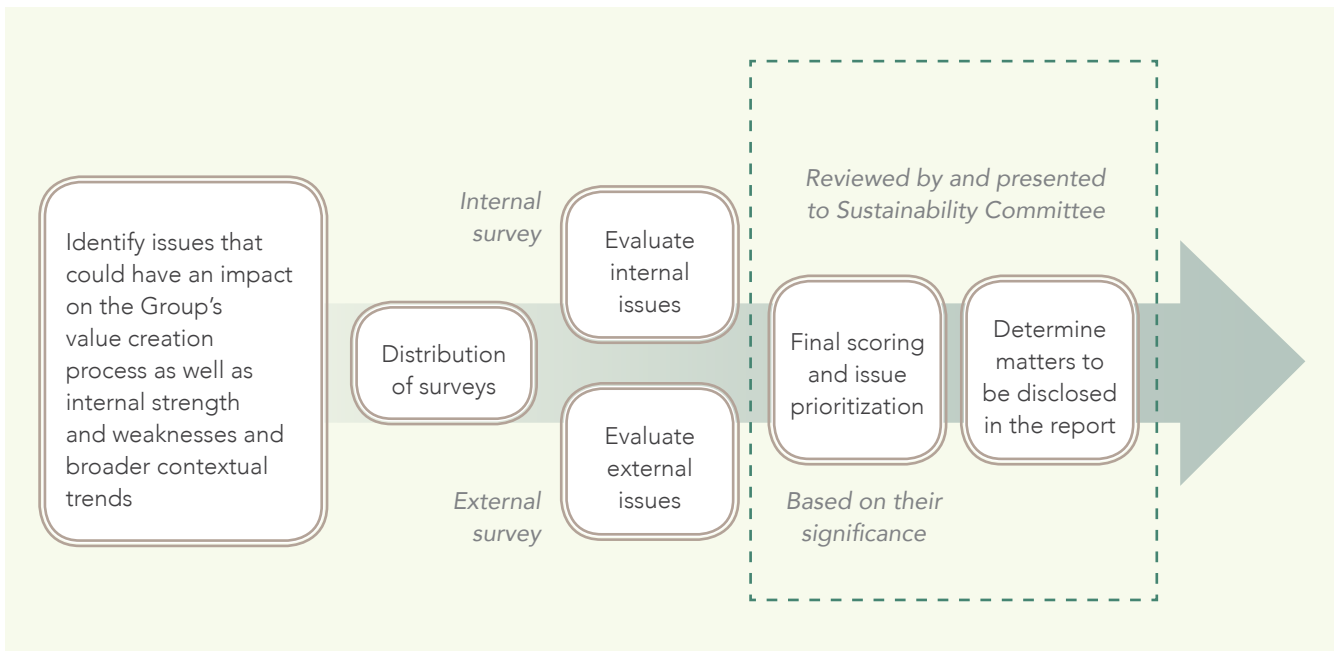 Identify issues that
could have an impact
on the Group's
value creation
process as well as
internal strength
and weaknesses and
broader contextual
trends
Distribution
of surveys
Internal
survey
Evaluate
internal
issues
External
survey
Evaluate
external
issues
Reviewed by and presented
to Sustainability Committee
Final scoring
and issue
prioritization
Based on their
significance
Determine
matters to
be disclosed
in the report